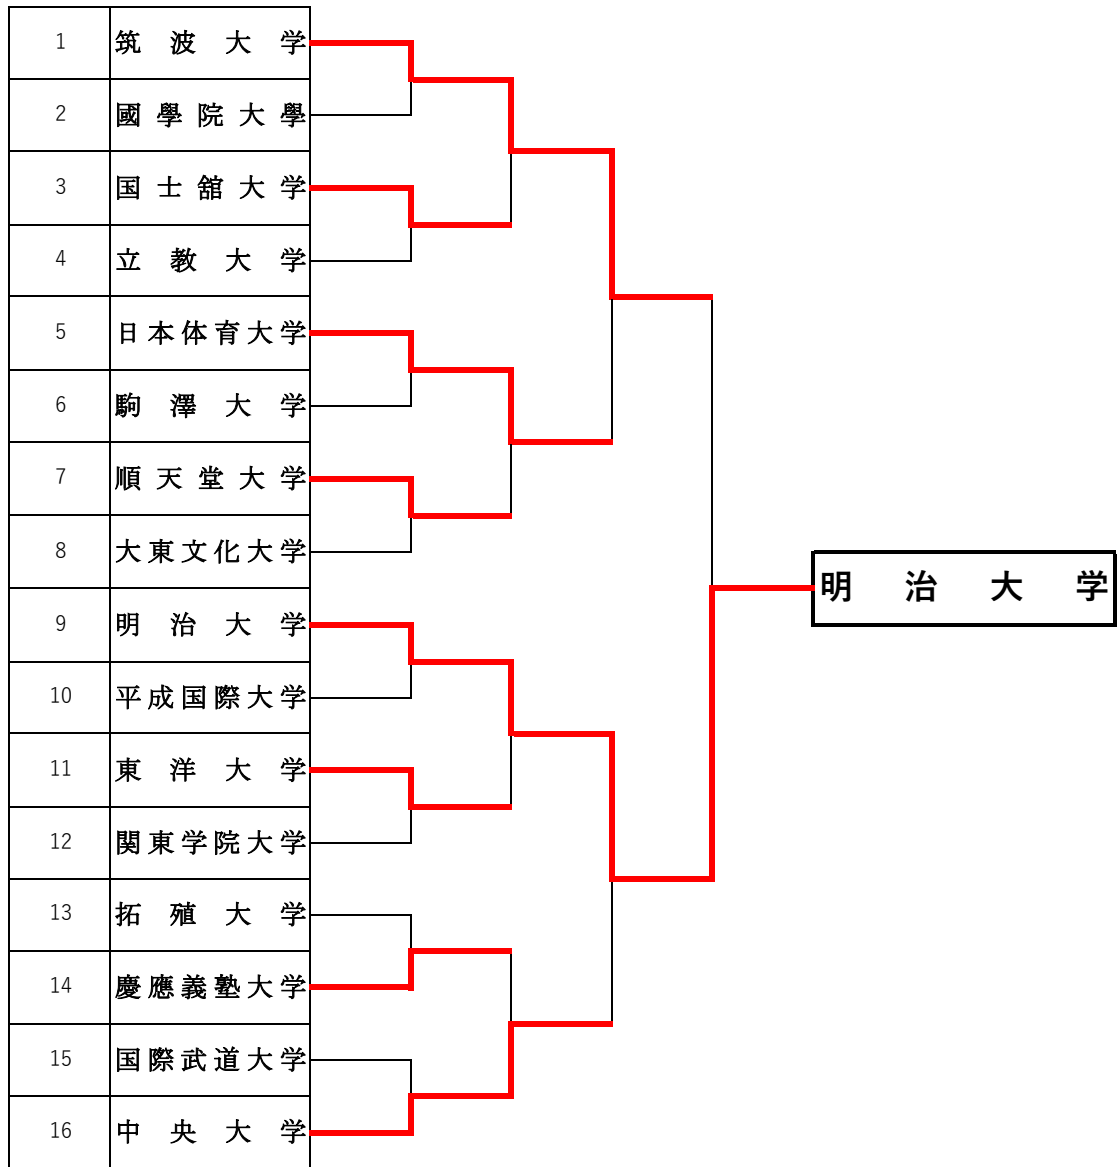 1 筑波大学
2 國學院大學
3 国士舘大学
4 立教大学
5 日本体育大学
6 駒澤大学
7 順天堂大学
8 大東文化大学
明治大学
9 明治大学
10 平成国際大学
11 東洋大学
12 関東学院大学
13 拓殖大学
14 慶應義塾大学
15 国際武道大学
16 中央大学